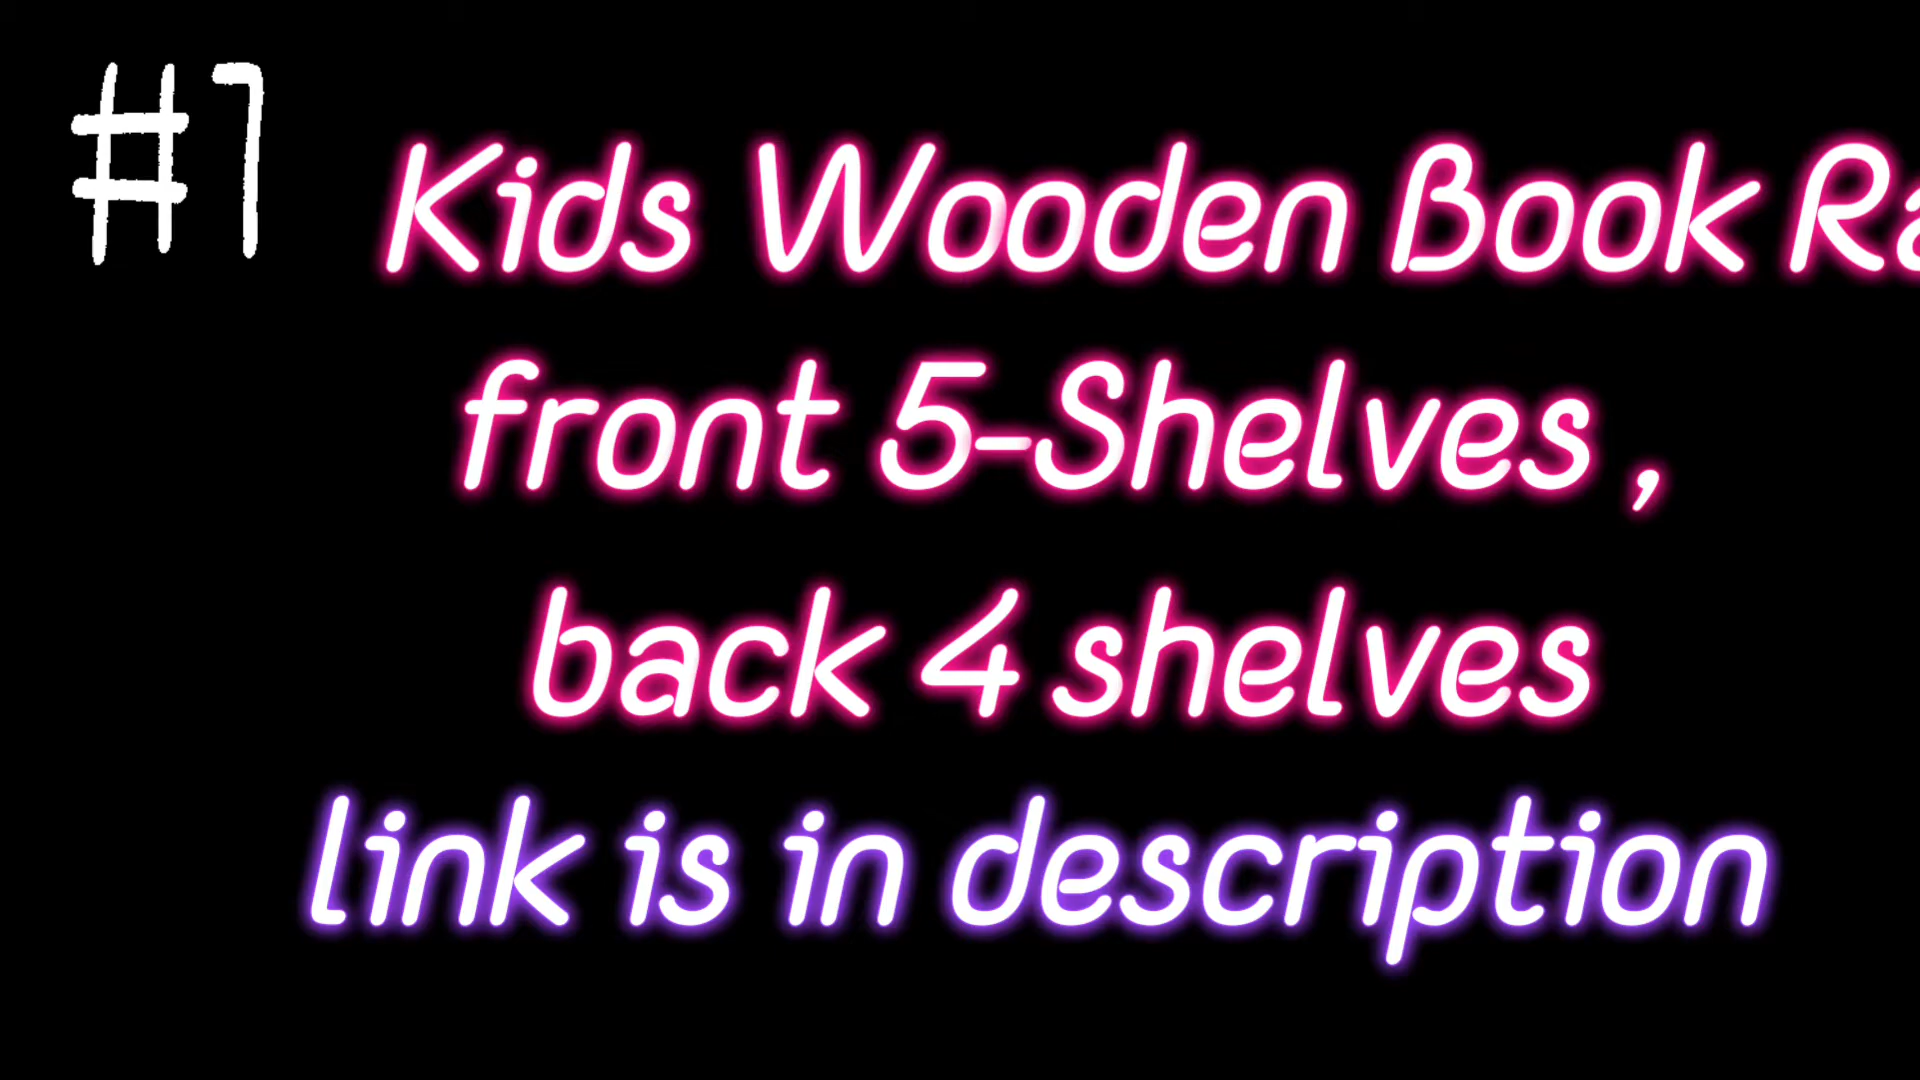 #1
Kids Wooden Book
front 5-Shelves ,
back 4 shelves
link is in description